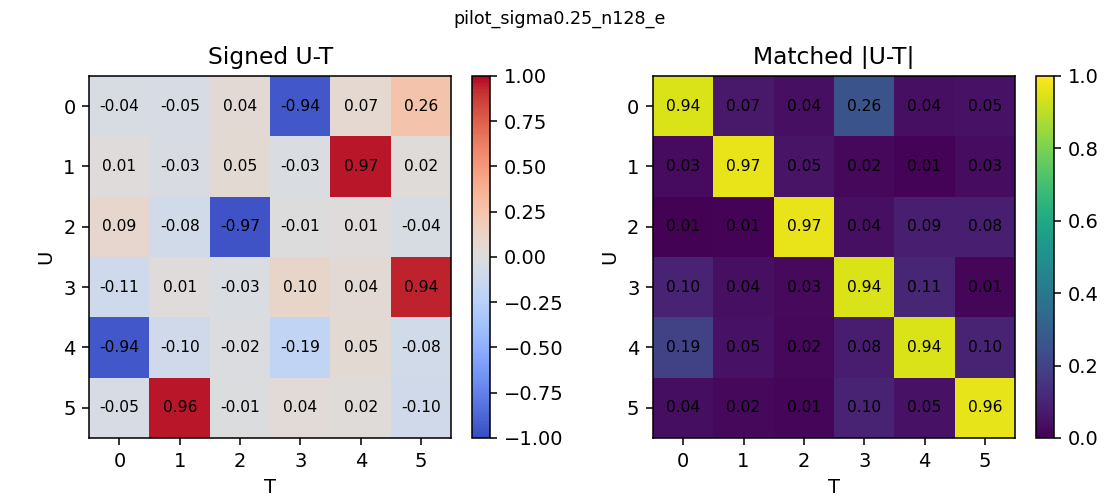 pilot_sigma0.25_n128_e
Signed U-T
U
0 -0.04 -0.05 0.04 -0.94 0.07 0.26
1 0.01 -0.03 0.05 -0.03 0.97 0.02
2 0.09 -0.08 -0.97 -0.01 0.01 -0.04
3 -0.11 0.01 -0.03 0.10 0.04 0.94
4 -0.94 -0.10 -0.02 -0.19 0.05 -0.08
5 -0.05 0.96 -0.01 0.04 0.02 -0.10
0 1 2 3 4 5
T
1.00
0.75
0.50
0.25
0.00
−0.25
−0.50
−0.75
−1.00
Matched |U-T|
U
0 0.94 0.07 0.04 0.26 0.04 0.05
1 0.03 0.97 0.05 0.02 0.01 0.03
2 0.01 0.01 0.97 0.04 0.09 0.08
3 0.10 0.04 0.03 0.94 0.11 0.01
4 0.19 0.05 0.02 0.08 0.94 0.10
5 0.04 0.02 0.01 0.10 0.05 0.96
0 1 2 3 4 5
T
1.0
0.8
0.6
0.4
0.2
0.0